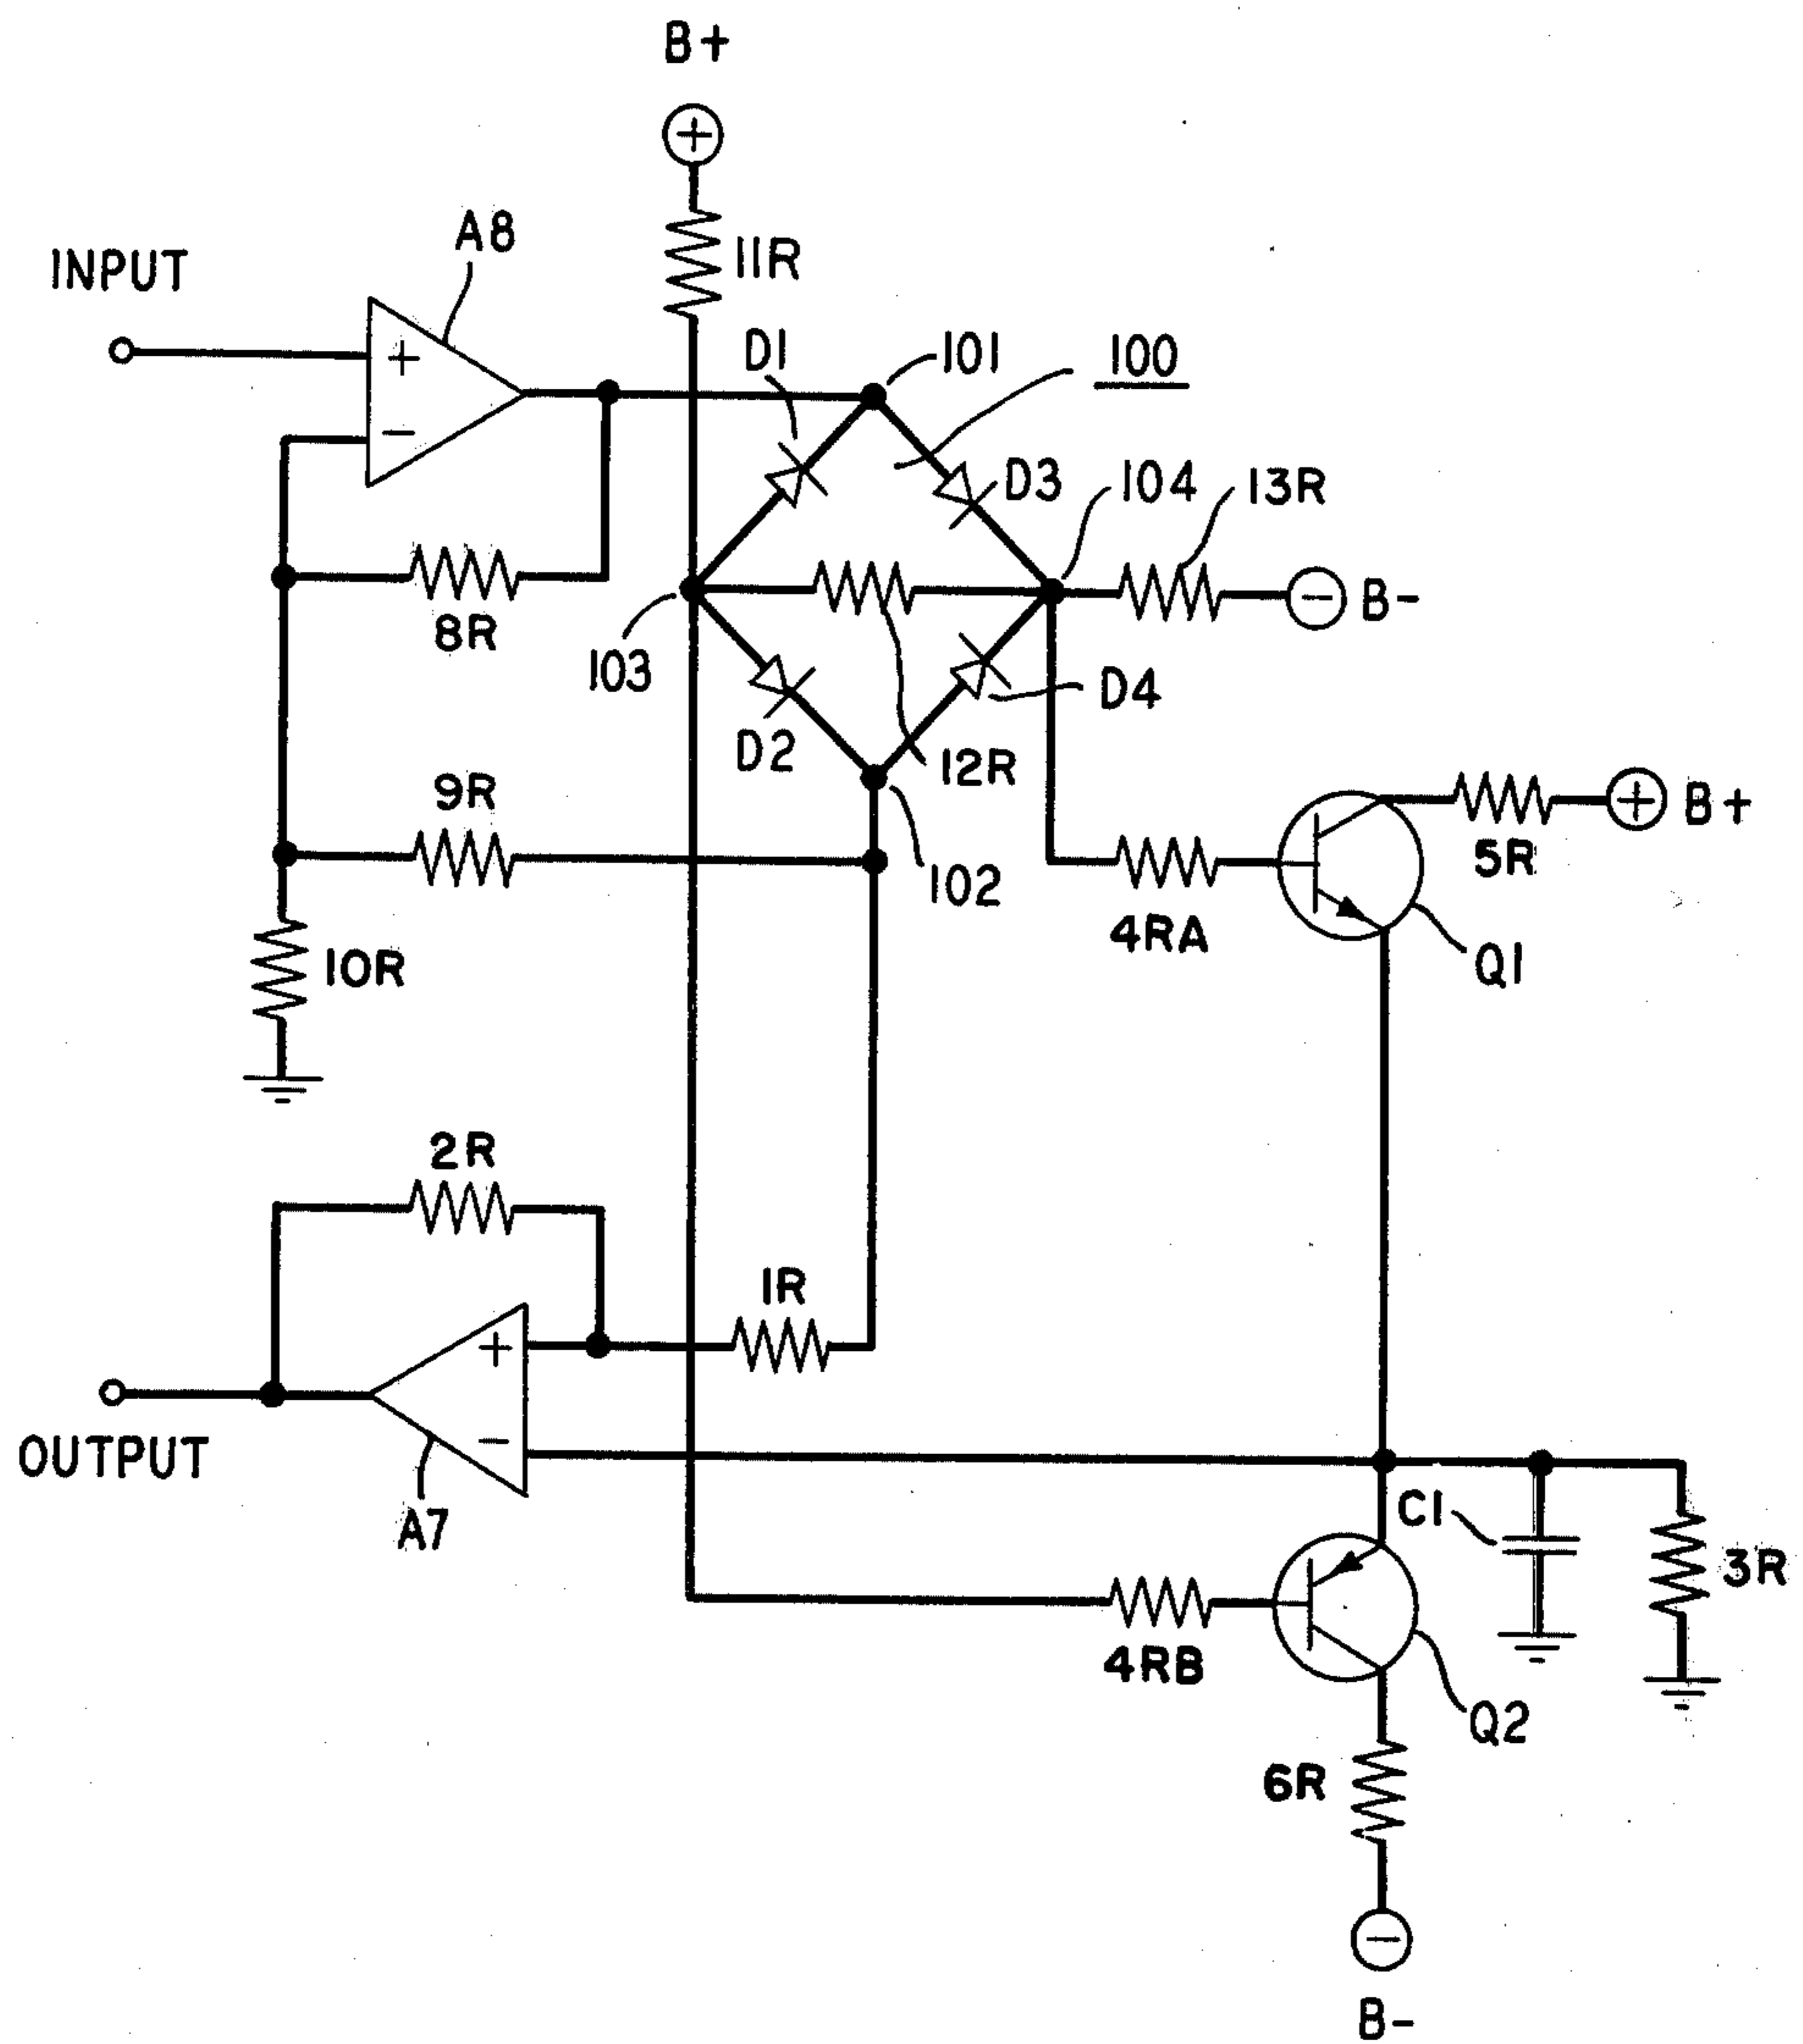 B+
+
11R
INPUT
A8
+
−
D1
101
100
D3
104
13R
− B-
8R
103
D2
D4
12R
9R
102
+ B+
5R
4RA
Q1
10R
2R
1R
+
−
OUTPUT
A7
C1
3R
4RB
Q2
6R
−
B-